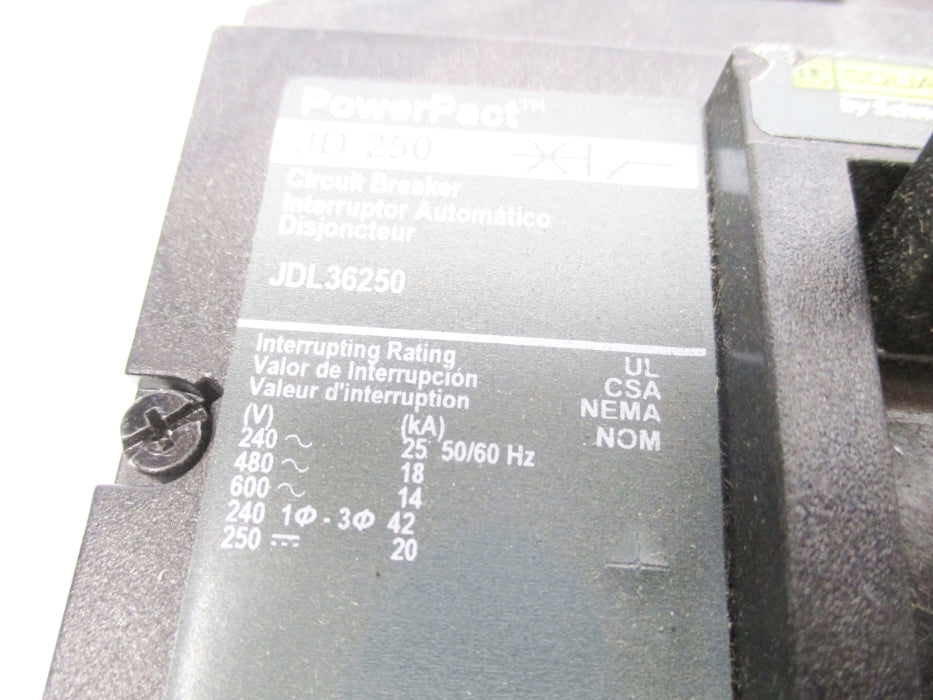 PowerPact™
JD 250
Circuit Breaker
Interruptor Automático
Disjoncteur
JDL36250
Interrupting Rating
Valor de Interrupción
Valeur d'interruption
UL
CSA
NEMA
NOM
(V) (kA)
240 ~ 25 50/60 Hz
480 ~ 18
600 ~ 14
240 1Φ - 3Φ 42
250 ⎓ 20
by